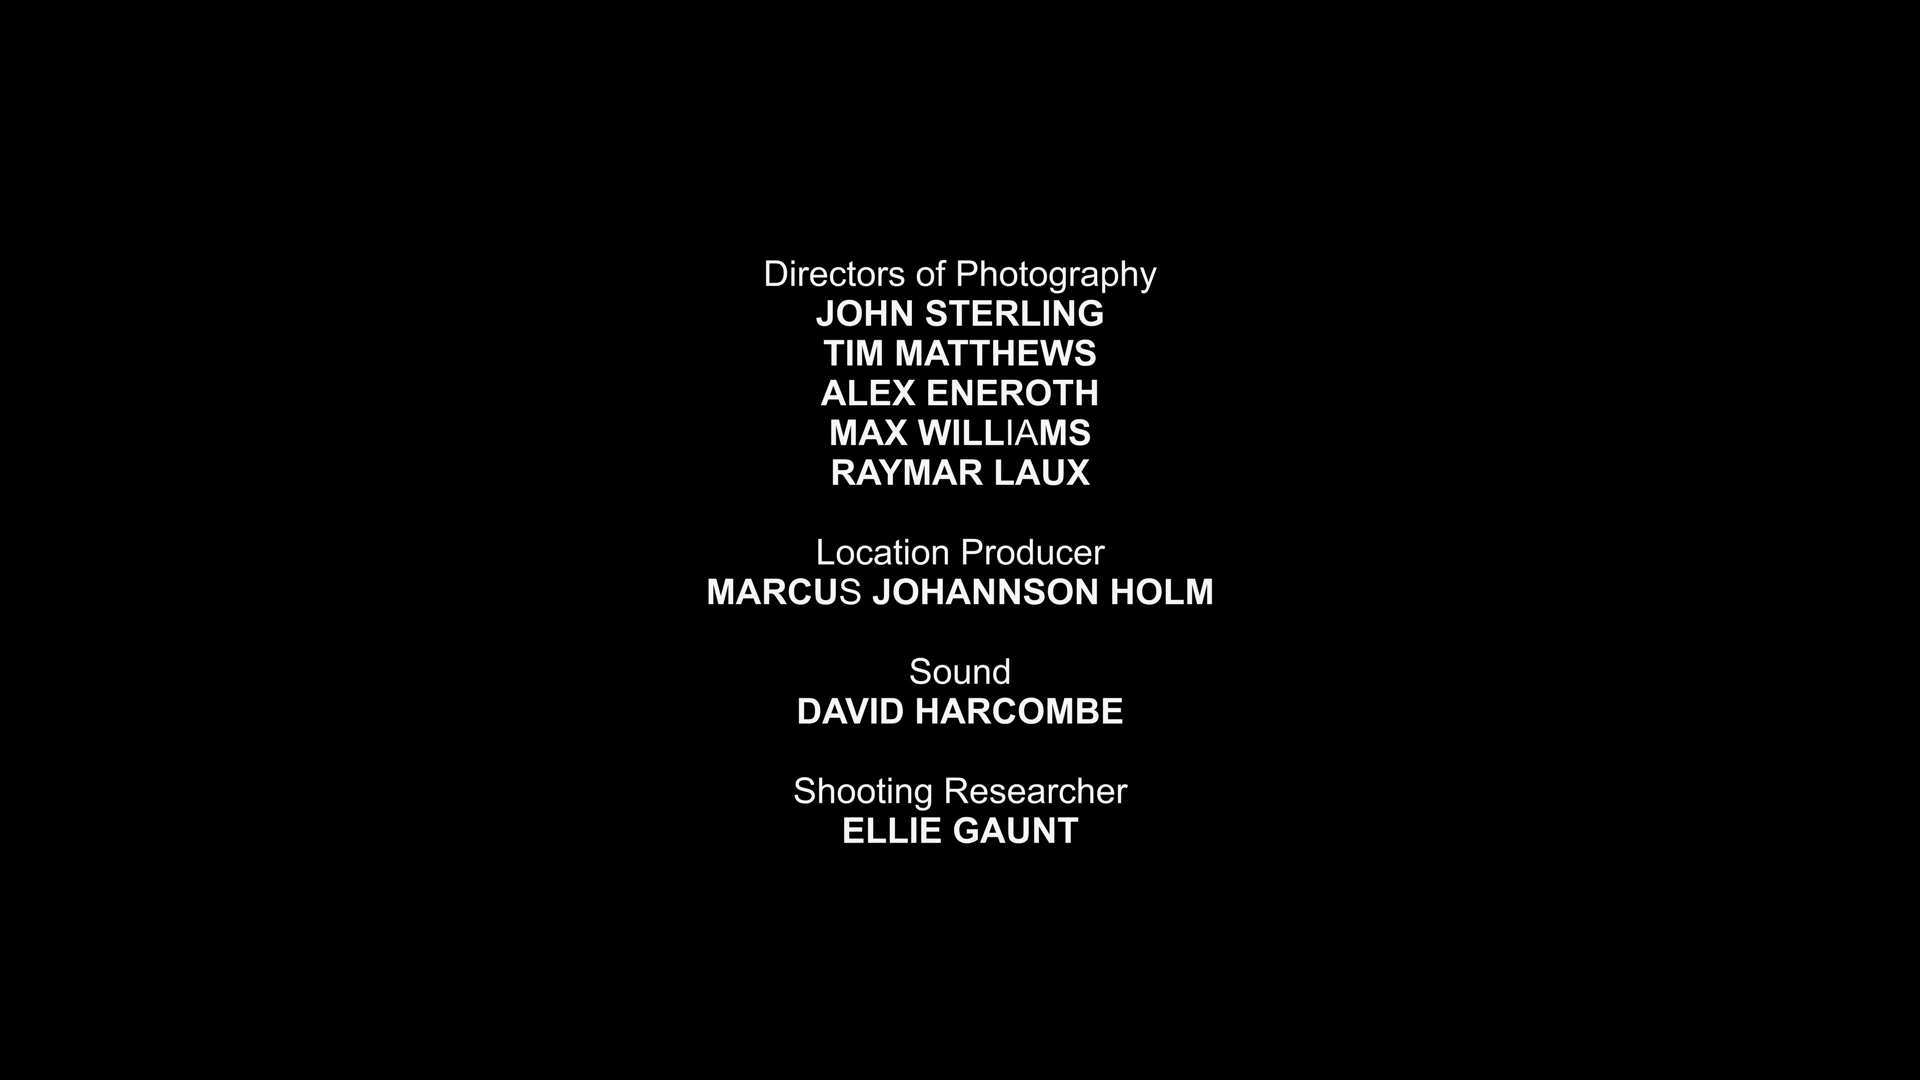 Directors of Photography
JOHN STERLING
TIM MATTHEWS
ALEX ENEROTH
MAX WILLIAMS
RAYMAR LAUX
Location Producer
MARCUS JOHANNSON HOLM
Sound
DAVID HARCOMBE
Shooting Researcher
ELLIE GAUNT